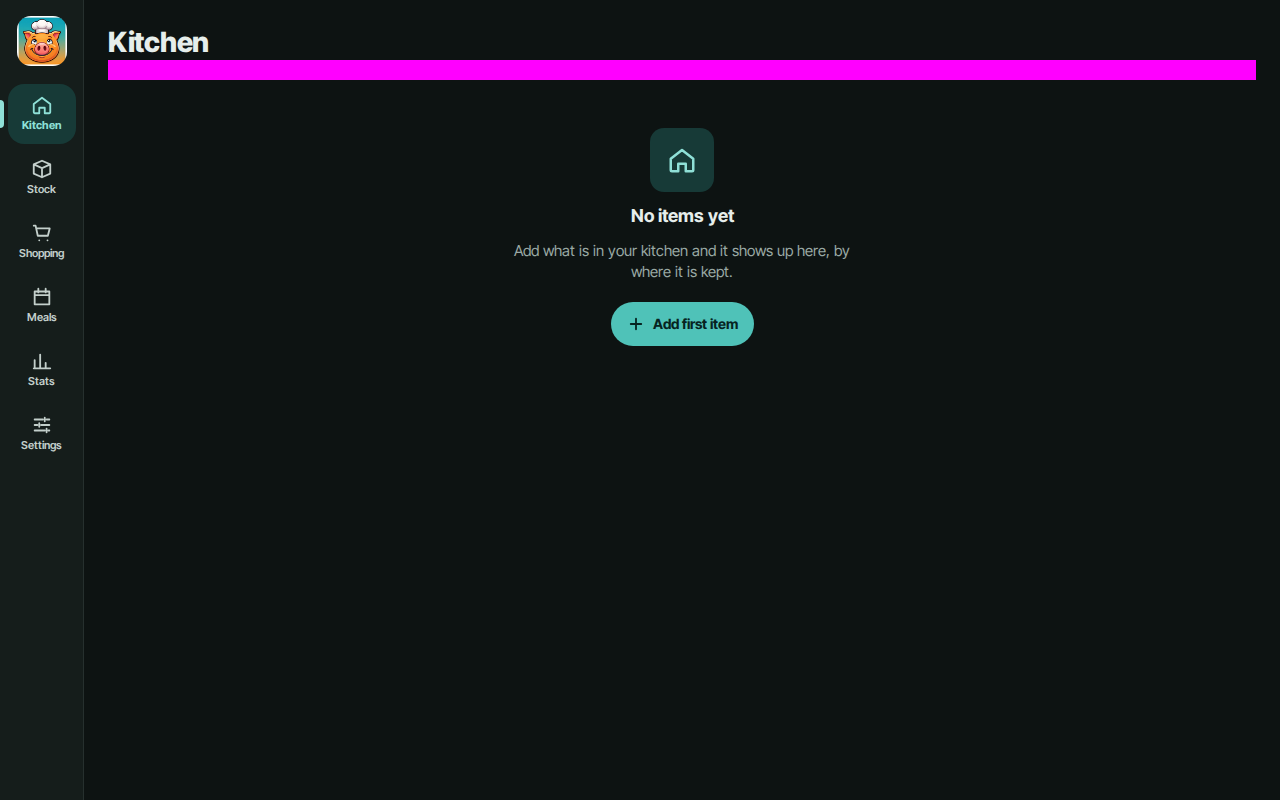 Kitchen
Kitchen
Stock
Shopping
Meals
Stats
Settings
No items yet
Add what is in your kitchen and it shows up here, by
where it is kept.
Add first item